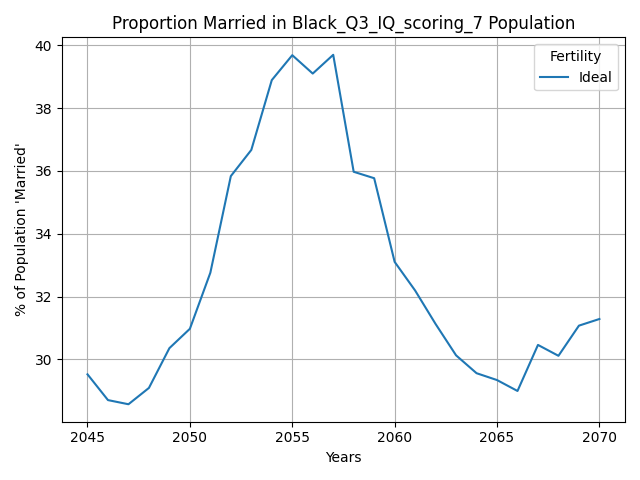 Proportion Married in Black_Q3_IQ_scoring_7 Population
% of Population 'Married'
40
38
36
34
32
30
Fertility
Ideal
2045 2050 2055 2060 2065 2070
Years